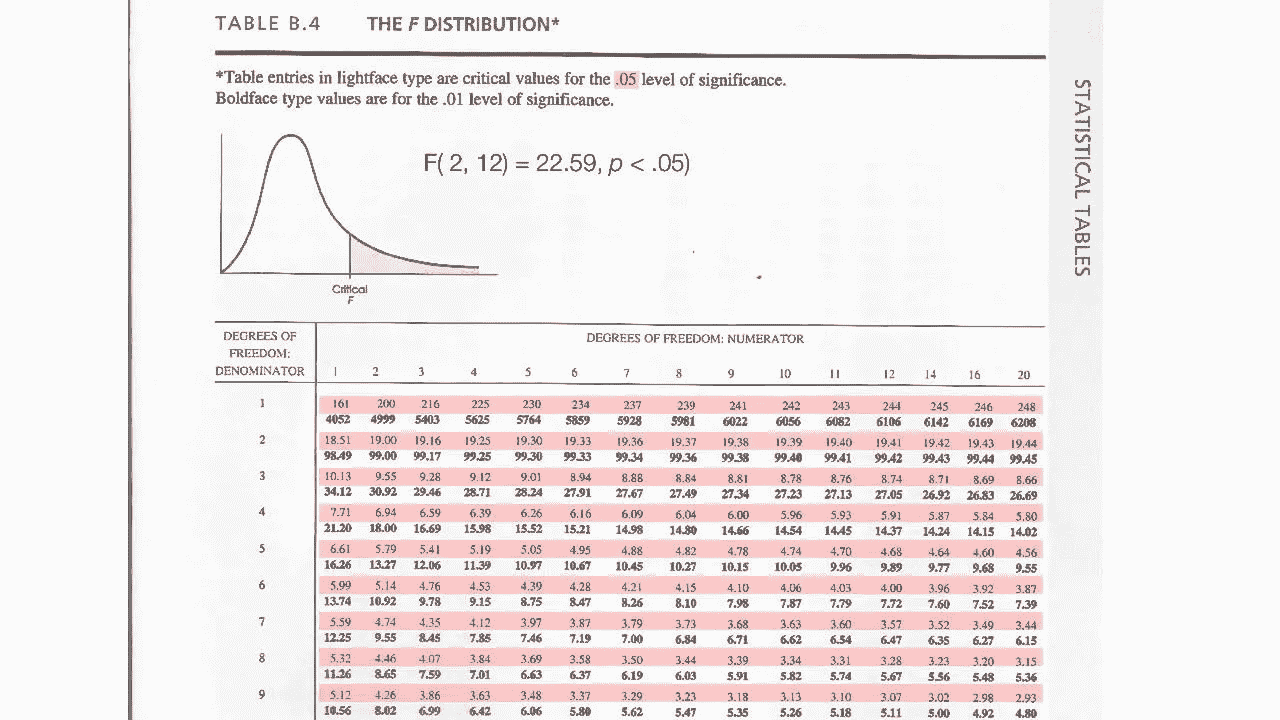 TABLE B.4 THE F DISTRIBUTION*
*Table entries in lightface type are critical values for the .05 level of significance.
Boldface type values are for the .01 level of significance.
F( 2, 12) = 22.59, p < .05)
Critical
F
STATISTICAL TABLES
DEGREES OF
FREEDOM:
DENOMINATOR
DEGREES OF FREEDOM: NUMERATOR
1 2 3 4 5 6 7 8 9 10 11 12 14 16 20
1 161 200 216 225 230 234 237 239 241 242 243 244 245 246 248
4052 4999 5403 5625 5764 5859 5928 5981 6022 6056 6082 6106 6142 6169 6208
2 18.51 19.00 19.16 19.25 19.30 19.33 19.36 19.37 19.38 19.39 19.40 19.41 19.42 19.43 19.44
98.49 99.00 99.17 99.25 99.30 99.33 99.34 99.36 99.38 99.40 99.41 99.42 99.43 99.44 99.45
3 10.13 9.55 9.28 9.12 9.01 8.94 8.88 8.84 8.81 8.78 8.76 8.74 8.71 8.69 8.66
34.12 30.92 29.46 28.71 28.24 27.91 27.67 27.49 27.34 27.23 27.13 27.05 26.92 26.83 26.69
4 7.71 6.94 6.59 6.39 6.26 6.16 6.09 6.04 6.00 5.96 5.93 5.91 5.87 5.84 5.80
21.20 18.00 16.69 15.98 15.52 15.21 14.98 14.80 14.66 14.54 14.45 14.37 14.24 14.15 14.02
5 6.61 5.79 5.41 5.19 5.05 4.95 4.88 4.82 4.78 4.74 4.70 4.68 4.64 4.60 4.56
16.26 13.27 12.06 11.39 10.97 10.67 10.45 10.27 10.15 10.05 9.96 9.89 9.77 9.68 9.55
6 5.99 5.14 4.76 4.53 4.39 4.28 4.21 4.15 4.10 4.06 4.03 4.00 3.96 3.92 3.87
13.74 10.92 9.78 9.15 8.75 8.47 8.26 8.10 7.98 7.87 7.79 7.72 7.60 7.52 7.39
7 5.59 4.74 4.35 4.12 3.97 3.87 3.79 3.73 3.68 3.63 3.60 3.57 3.52 3.49 3.44
12.25 9.55 8.45 7.85 7.46 7.19 7.00 6.84 6.71 6.62 6.54 6.47 6.35 6.27 6.15
8 5.32 4.46 4.07 3.84 3.69 3.58 3.50 3.44 3.39 3.34 3.31 3.28 3.23 3.20 3.15
11.26 8.65 7.59 7.01 6.63 6.37 6.19 6.03 5.91 5.82 5.74 5.67 5.56 5.48 5.36
9 5.12 4.26 3.86 3.63 3.48 3.37 3.29 3.23 3.18 3.13 3.10 3.07 3.02 2.98 2.93
10.56 8.02 6.99 6.42 6.06 5.80 5.62 5.47 5.35 5.26 5.18 5.11 5.00 4.92 4.80